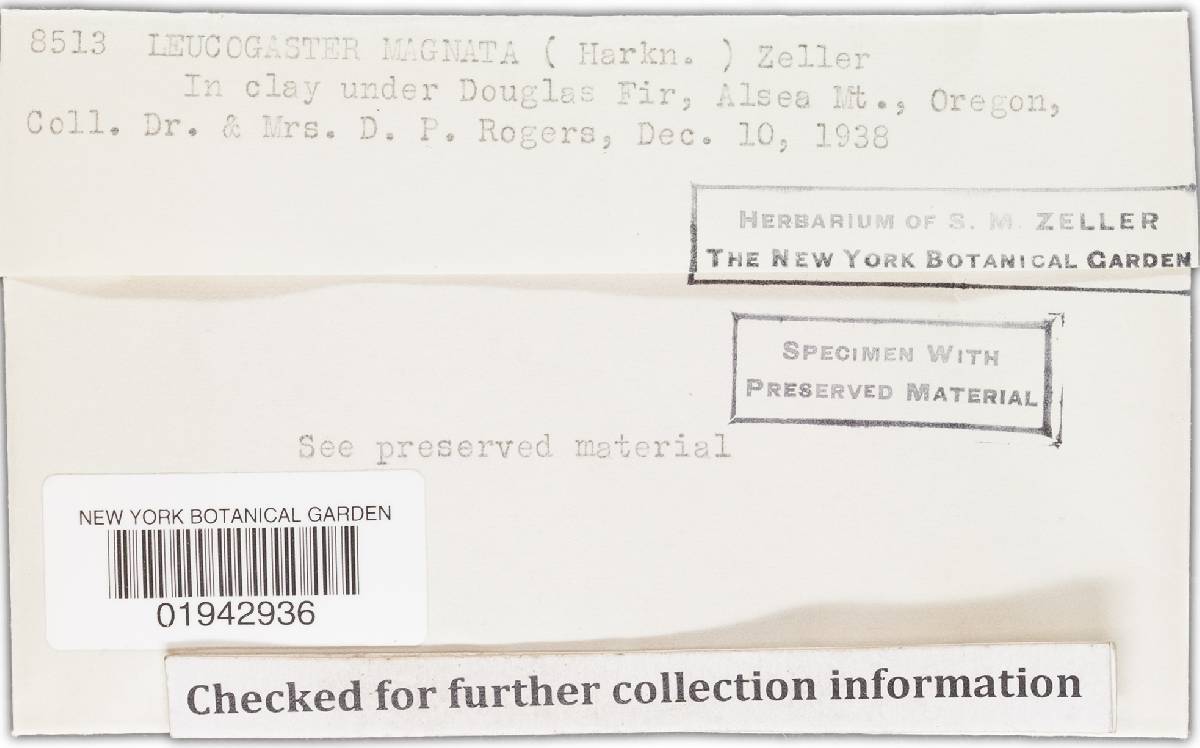 8513 LEUCOGASTER MAGNATA ( Harkn. ) Zeller
In clay under Douglas Fir, Alsea Mt., Oregon,
Coll. Dr. & Mrs. D. P. Rogers, Dec. 10, 1938
HERBARIUM OF S. M. ZELLER
THE NEW YORK BOTANICAL GARDEN
SPECIMEN WITH
PRESERVED MATERIAL
See preserved material
NEW YORK BOTANICAL GARDEN
01942936
Checked for further collection information